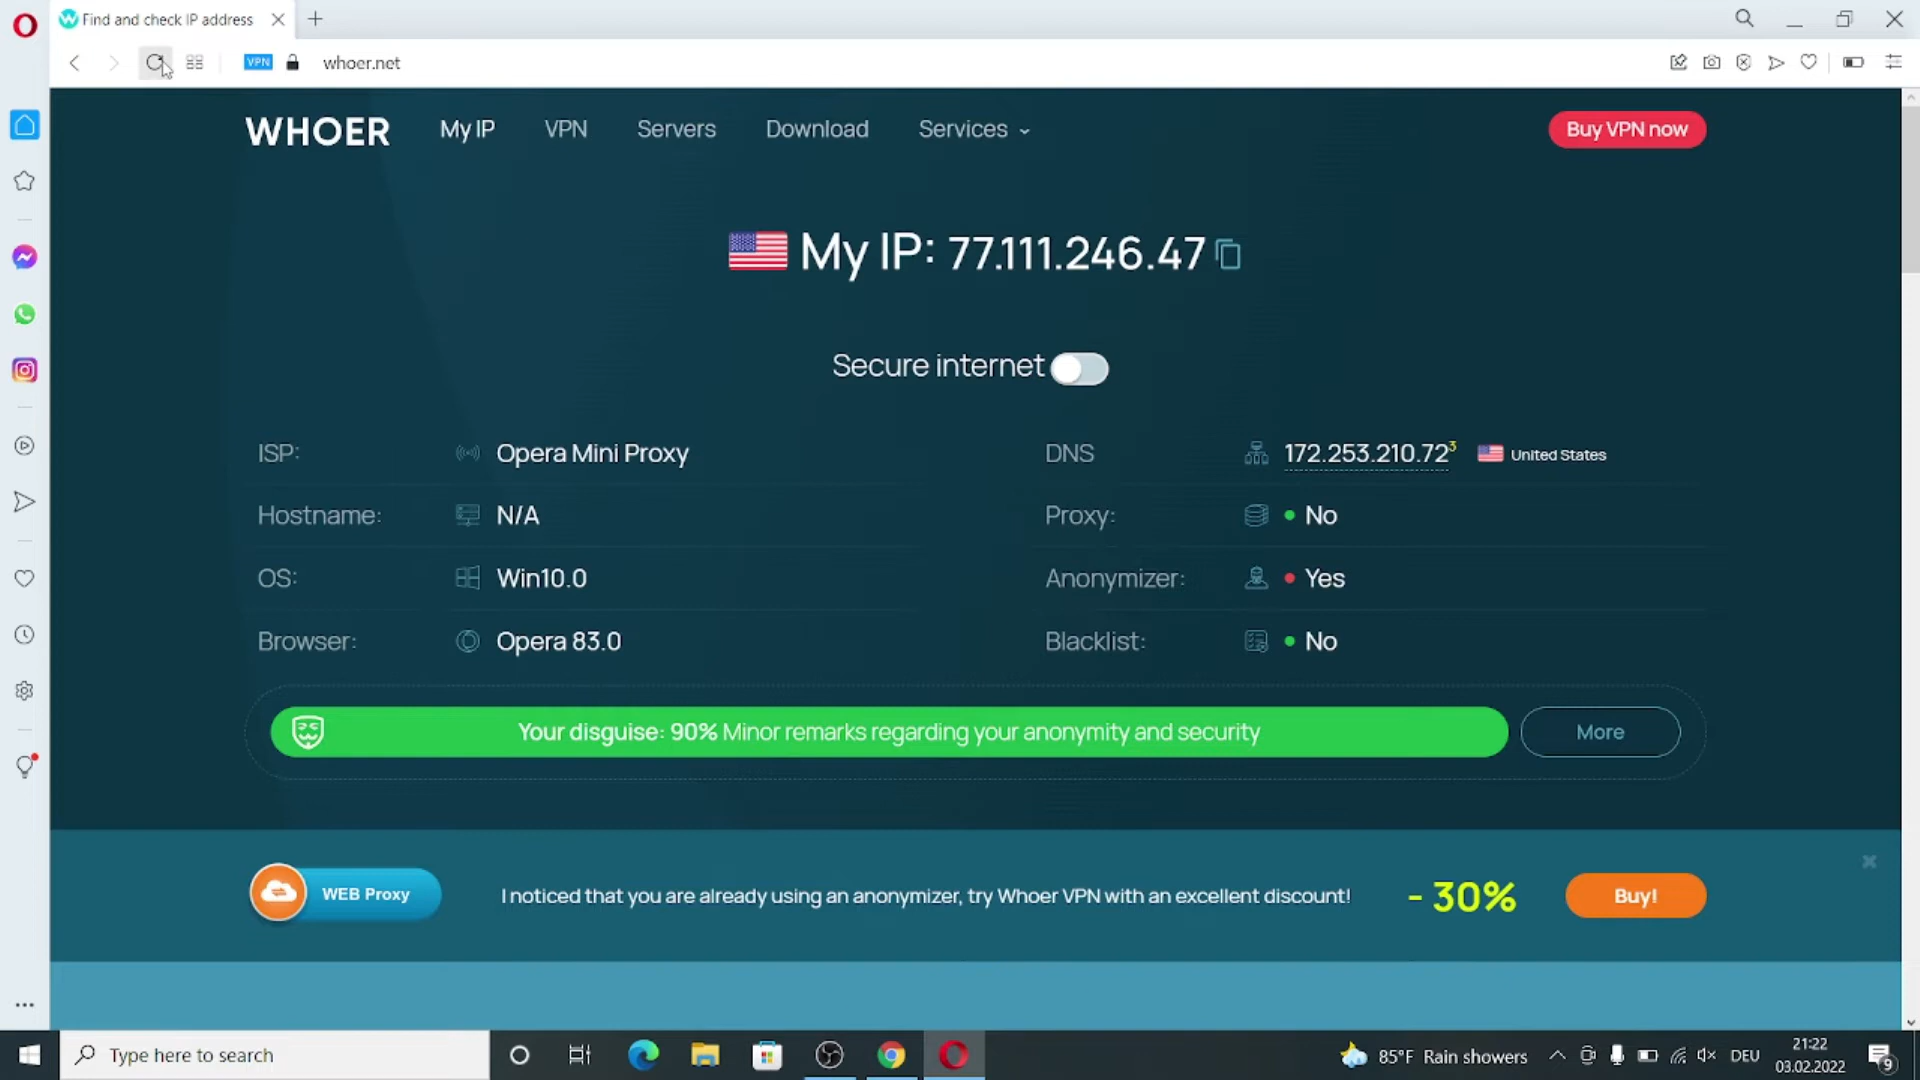 Find and check IP address
VPN
whoer.net
WHOER
My IP
VPN
Servers
Download
Services
Buy VPN now
My IP: 77.111.246.47
Secure internet
ISP:
Opera Mini Proxy
DNS
172.253.210.72³
United States
Hostname:
N/A
Proxy:
No
OS:
Win10.0
Anonymizer:
Yes
Browser:
Opera 83.0
Blacklist:
No
Your disguise: 90% Minor remarks regarding your anonymity and security
More
WEB Proxy
I noticed that you are already using an anonymizer, try Whoer VPN with an excellent discount!
- 30%
Buy!
Type here to search
85°F Rain showers
DEU
21:22
03.02.2022
9